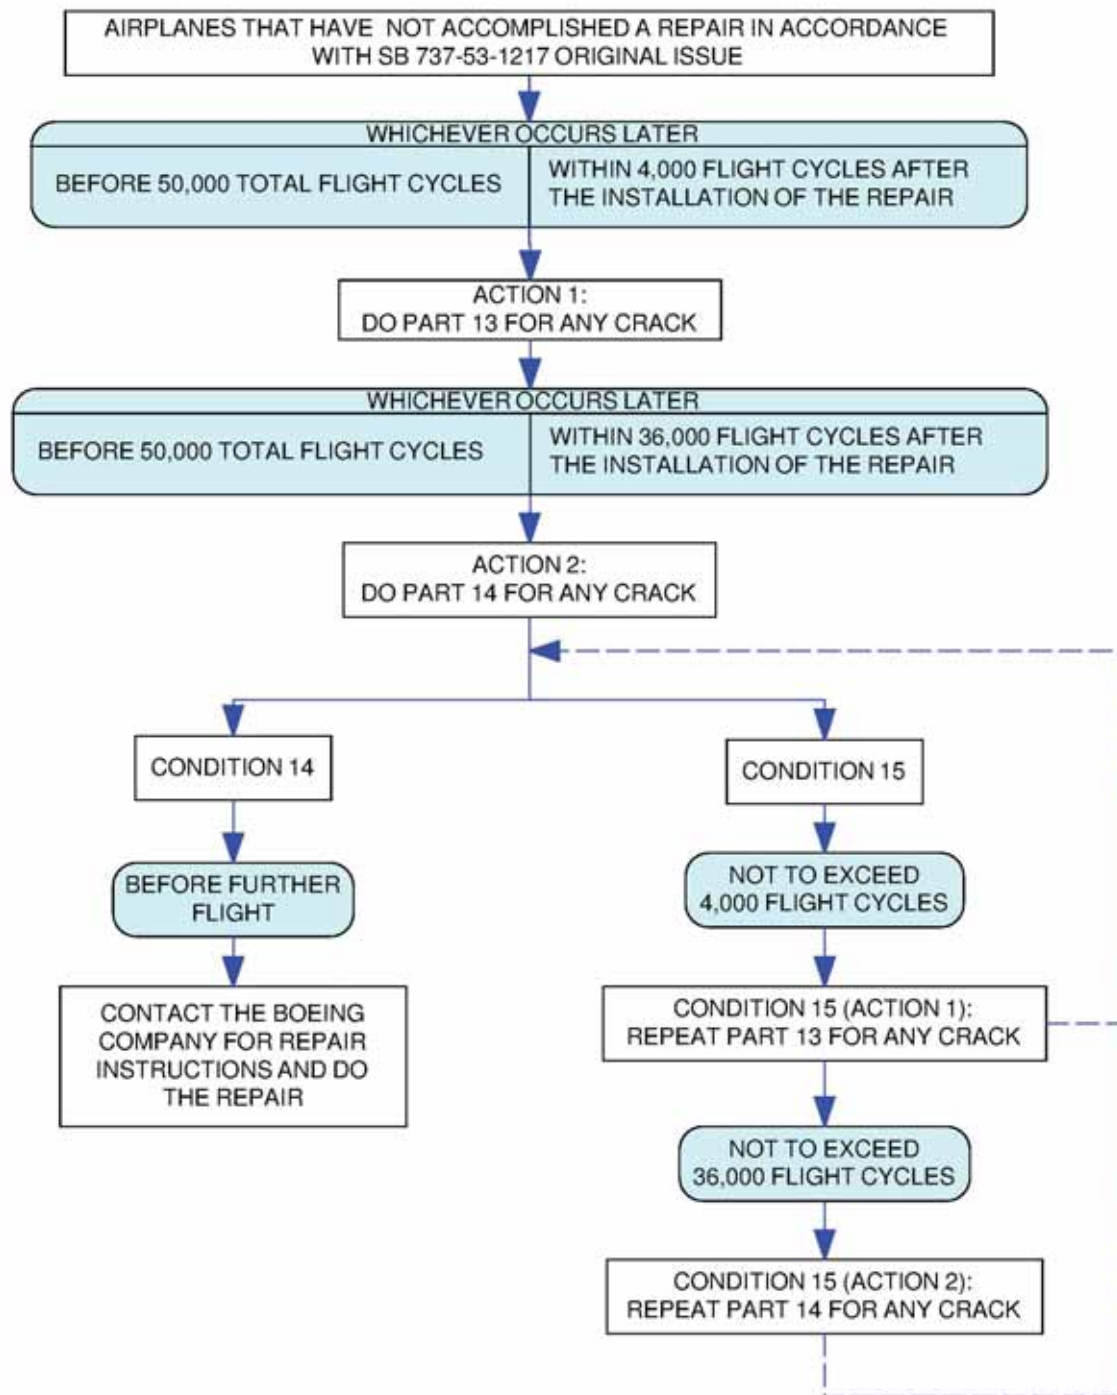 AIRPLANES THAT HAVE NOT ACCOMPLISHED A REPAIR IN ACCORDANCE
WITH SB 737-53-1217 ORIGINAL ISSUE
WHICHEVER OCCURS LATER
BEFORE 50,000 TOTAL FLIGHT CYCLES
WITHIN 4,000 FLIGHT CYCLES AFTER
THE INSTALLATION OF THE REPAIR
ACTION 1:
DO PART 13 FOR ANY CRACK
WHICHEVER OCCURS LATER
BEFORE 50,000 TOTAL FLIGHT CYCLES
WITHIN 36,000 FLIGHT CYCLES AFTER
THE INSTALLATION OF THE REPAIR
ACTION 2:
DO PART 14 FOR ANY CRACK
CONDITION 14
BEFORE FURTHER
FLIGHT
CONTACT THE BOEING
COMPANY FOR REPAIR
INSTRUCTIONS AND DO
THE REPAIR
CONDITION 15
NOT TO EXCEED
4,000 FLIGHT CYCLES
CONDITION 15 (ACTION 1):
REPEAT PART 13 FOR ANY CRACK
NOT TO EXCEED
36,000 FLIGHT CYCLES
CONDITION 15 (ACTION 2):
REPEAT PART 14 FOR ANY CRACK